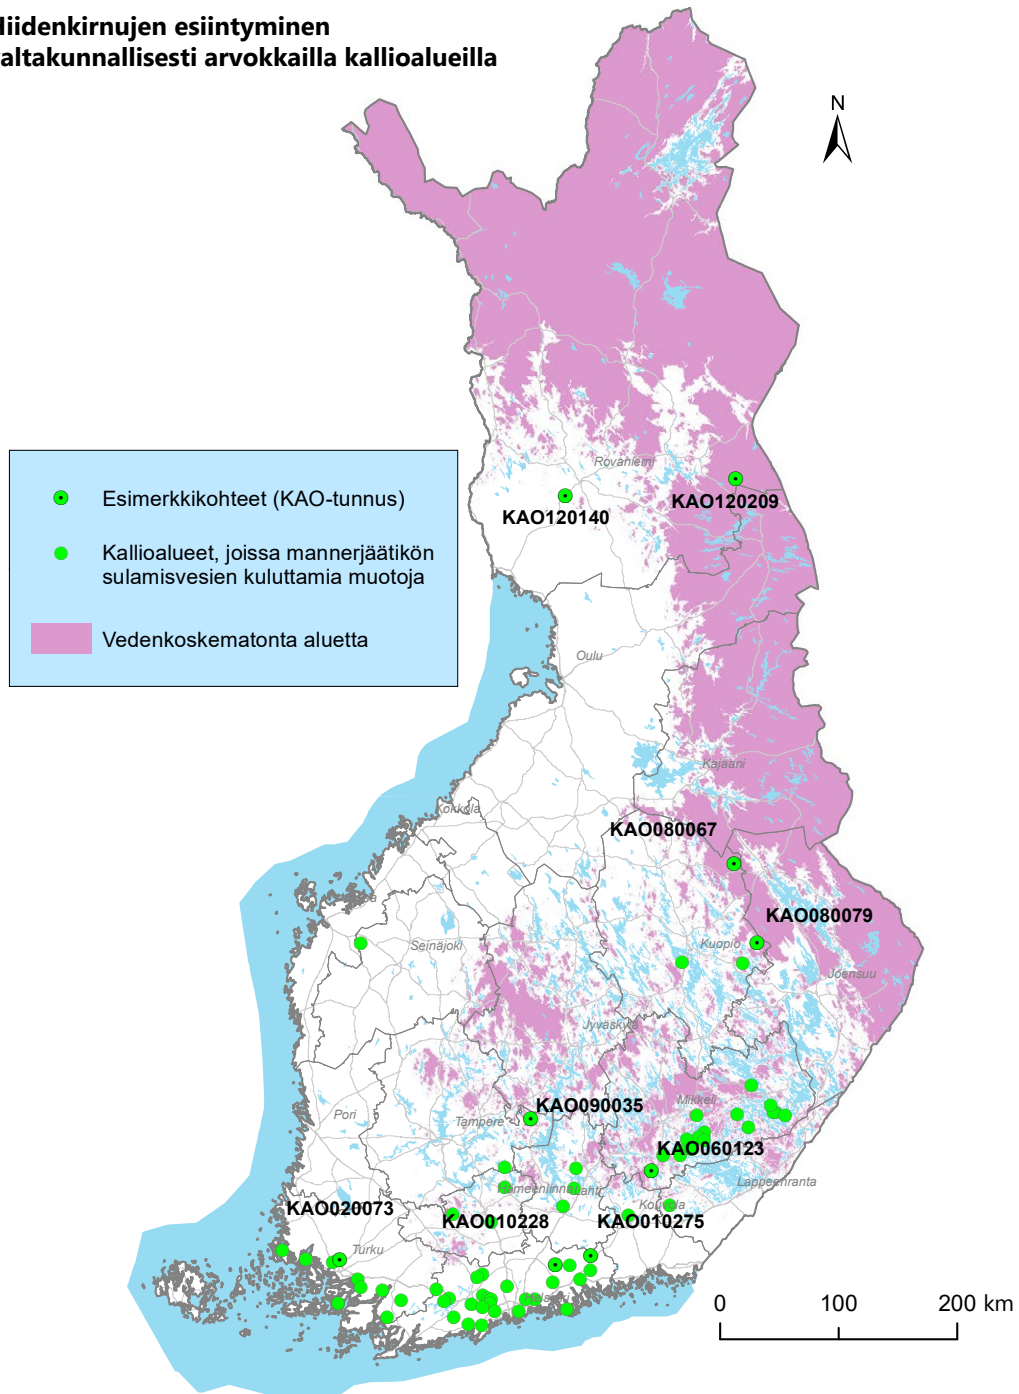 Hiidenkirnujen esiintyminen
altakunnallisesti arvokkailla kallioalueilla
N
Esimerkkikohteet (KAO-tunnus)
Kallioalueet, joissa mannerjäätikön
sulamisvesien kuluttamia muotoja
Vedenkoskematonta aluetta
Rovaniemi
KAO120209
KAO120140
Oulu
Kajaani
Kokkola
KAO080067
KAO080079
Seinäjoki
Kuopio
Joensuu
Jyväskylä
Mikkeli
KAO090035
Pori
Tampere
KAO060123
Lappeenranta
Hämeenlinna
Lahti
KAO020073
Kouvola
KAO010228
KAO010275
Turku
0 100 200 km